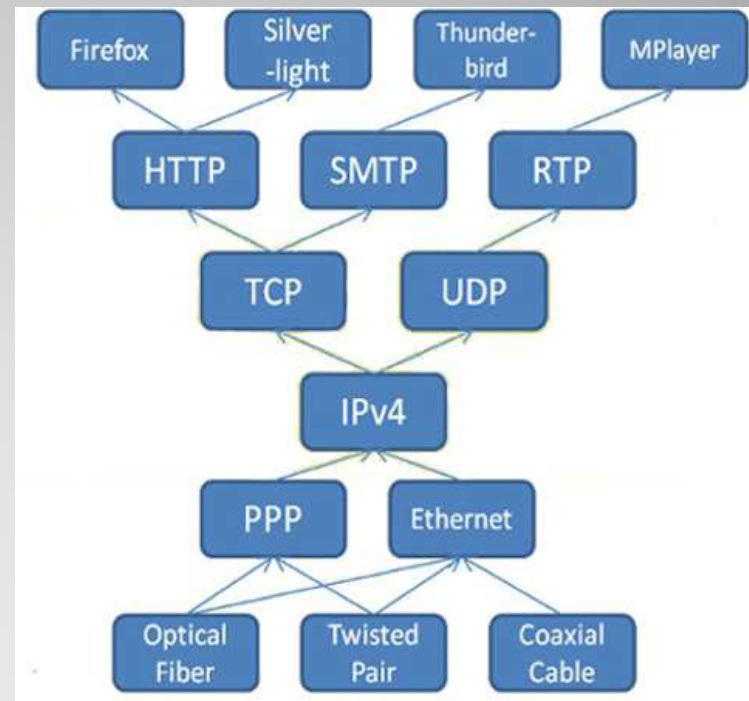 Firefox
Silver
-light
Thunder-
bird
MPlayer
HTTP
SMTP
RTP
TCP
UDP
IPv4
PPP
Ethernet
Optical
Fiber
Twisted
Pair
Coaxial
Cable